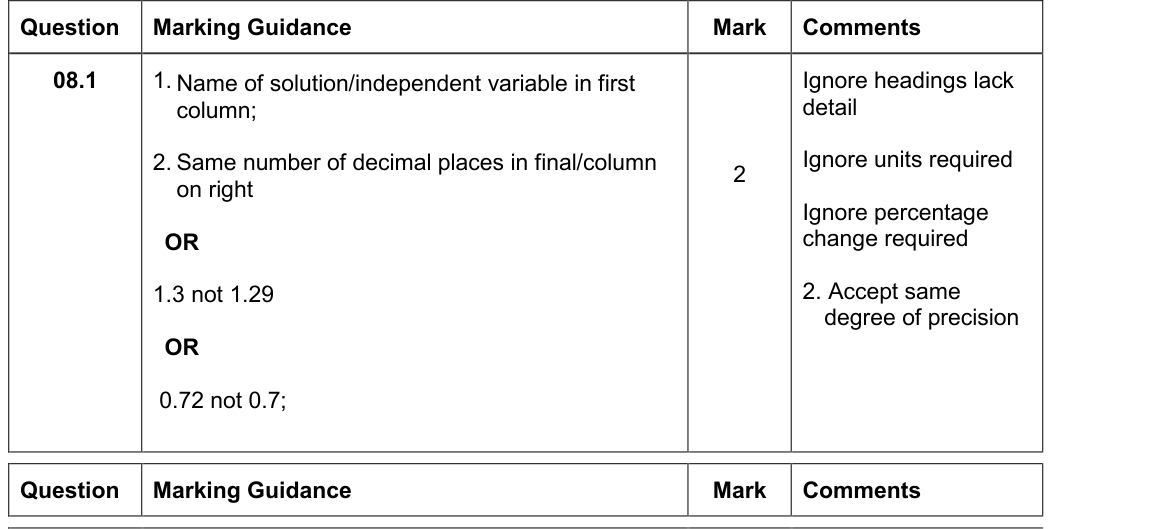 Question Marking Guidance Mark Comments
08.1 1. Name of solution/independent variable in first
column;
2. Same number of decimal places in final/column
on right
OR
1.3 not 1.29
OR
0.72 not 0.7;
2
Ignore headings lack
detail
Ignore units required
Ignore percentage
change required
2. Accept same
degree of precision
Question Marking Guidance Mark Comments